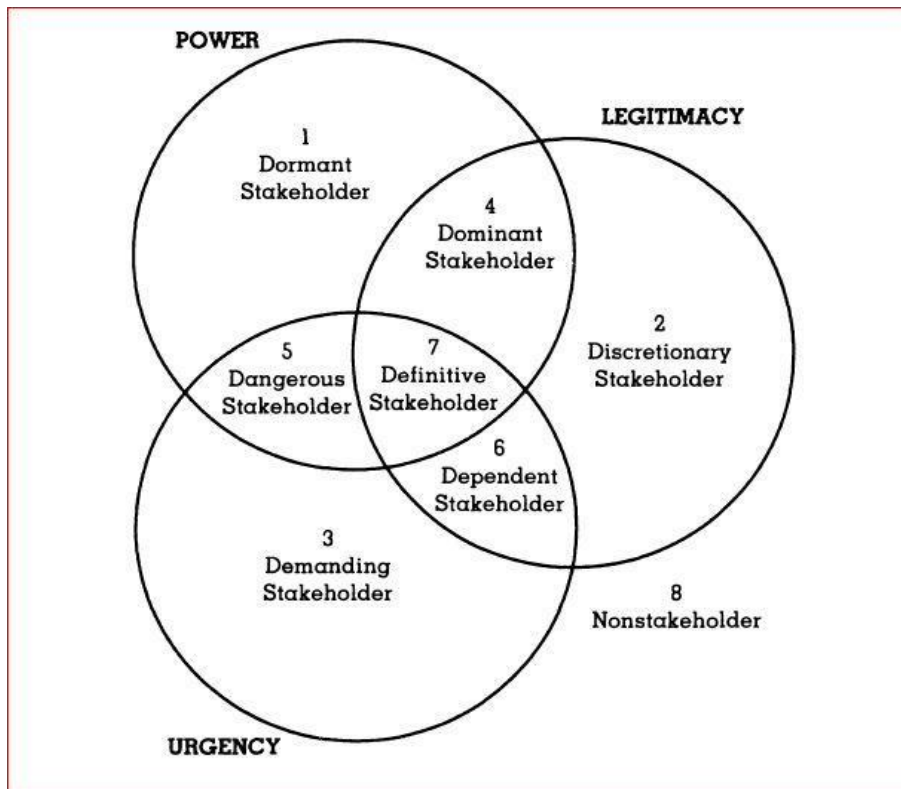 POWER
LEGITIMACY
1
Dormant
Stakeholder
4
Dominant
Stakeholder
2
Discretionary
Stakeholder
5
Dangerous
Stakeholder
7
Definitive
Stakeholder
6
Dependent
Stakeholder
3
Demanding
Stakeholder
8
Nonstakeholder
URGENCY